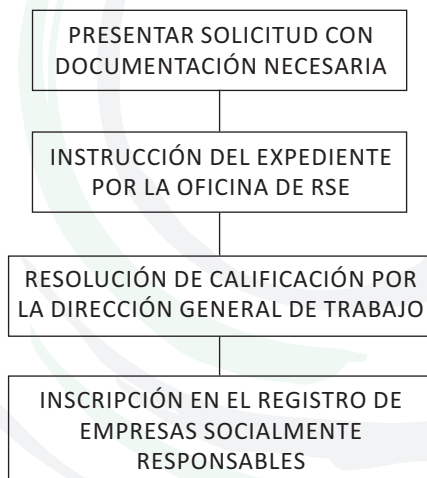 PRESENTAR SOLICITUD CON
DOCUMENTACIÓN NECESARIA
INSTRUCCIÓN DEL EXPEDIENTE
POR LA OFICINA DE RSE
RESOLUCIÓN DE CALIFICACIÓN POR
LA DIRECCIÓN GENERAL DE TRABAJO
INSCRIPCIÓN EN EL REGISTRO DE
EMPRESAS SOCIALMENTE
RESPONSABLES